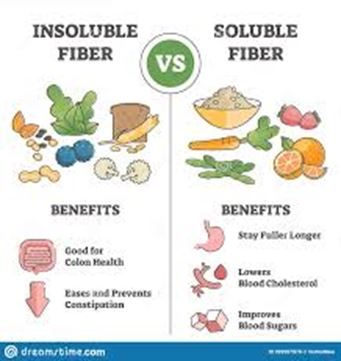 INSOLUBLE
FIBER
VS
SOLUBLE
FIBER
BENEFITS
Good for
Colon Health
Eases and Prevents
Constipation
BENEFITS
Stay Fuller Longer
Lowers
Blood Cholesterol
Improves
Blood Sugars
dreamstime.com